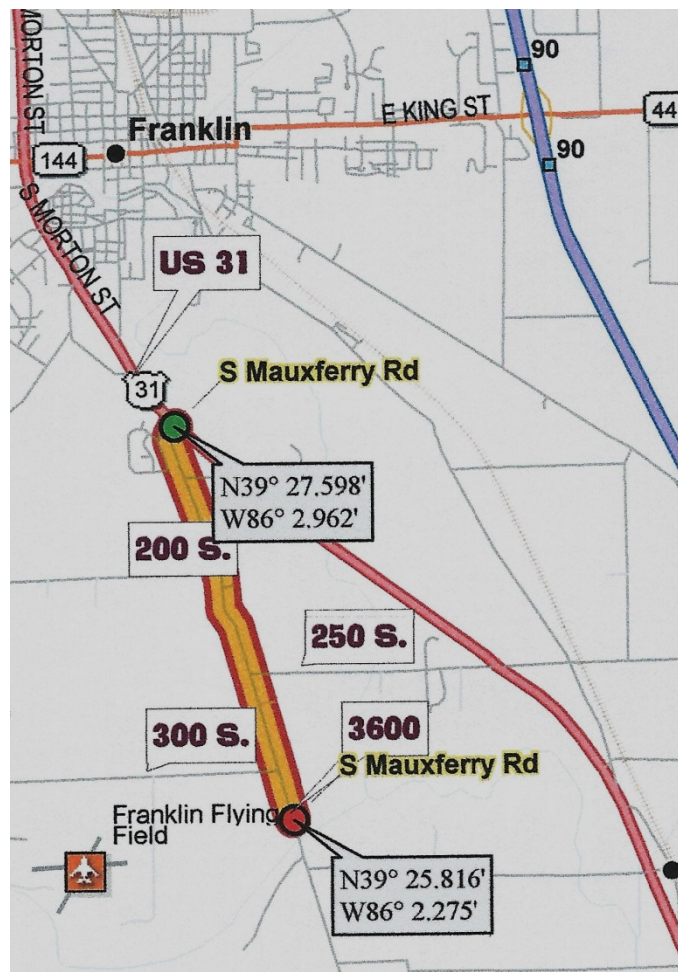 MORTON ST
90
E KING ST
44
Franklin
144
90
S MORTON ST
US 31
31
S Mauxferry Rd
N39° 27.598'
W86° 2.962'
200 S.
250 S.
300 S.
3600
S Mauxferry Rd
Franklin Flying
Field
N39° 25.816'
W86° 2.275'